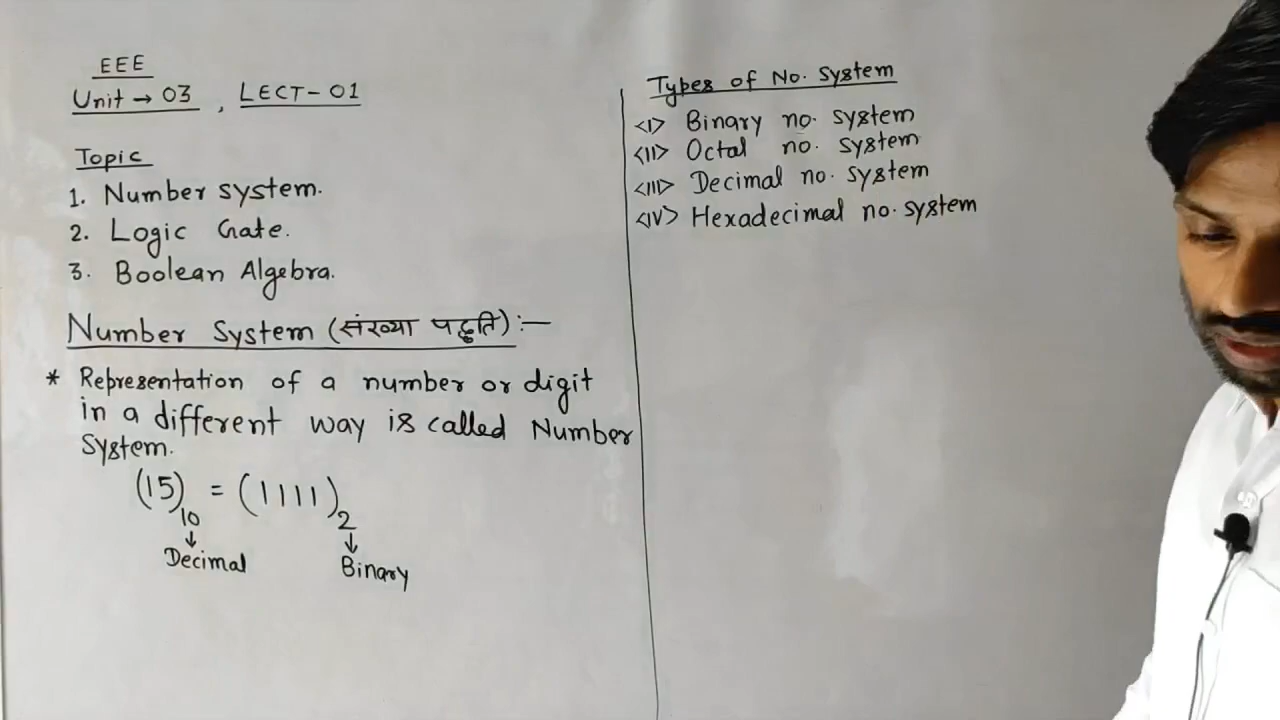 EEE
Unit → 03 , LECT-01
Topic
1. Number system.
2. Logic Gate.
3. Boolean Algebra.
Number System (संख्या पद्धति) :—
* Representation of a number or digit
in a different way is called Number
System.
(15)10 = (1111)2
↓ ↓
Decimal Binary
Types of No. System
<I> Binary no. system
<II> Octal no. system
<III> Decimal no. system
<IV> Hexadecimal no. system